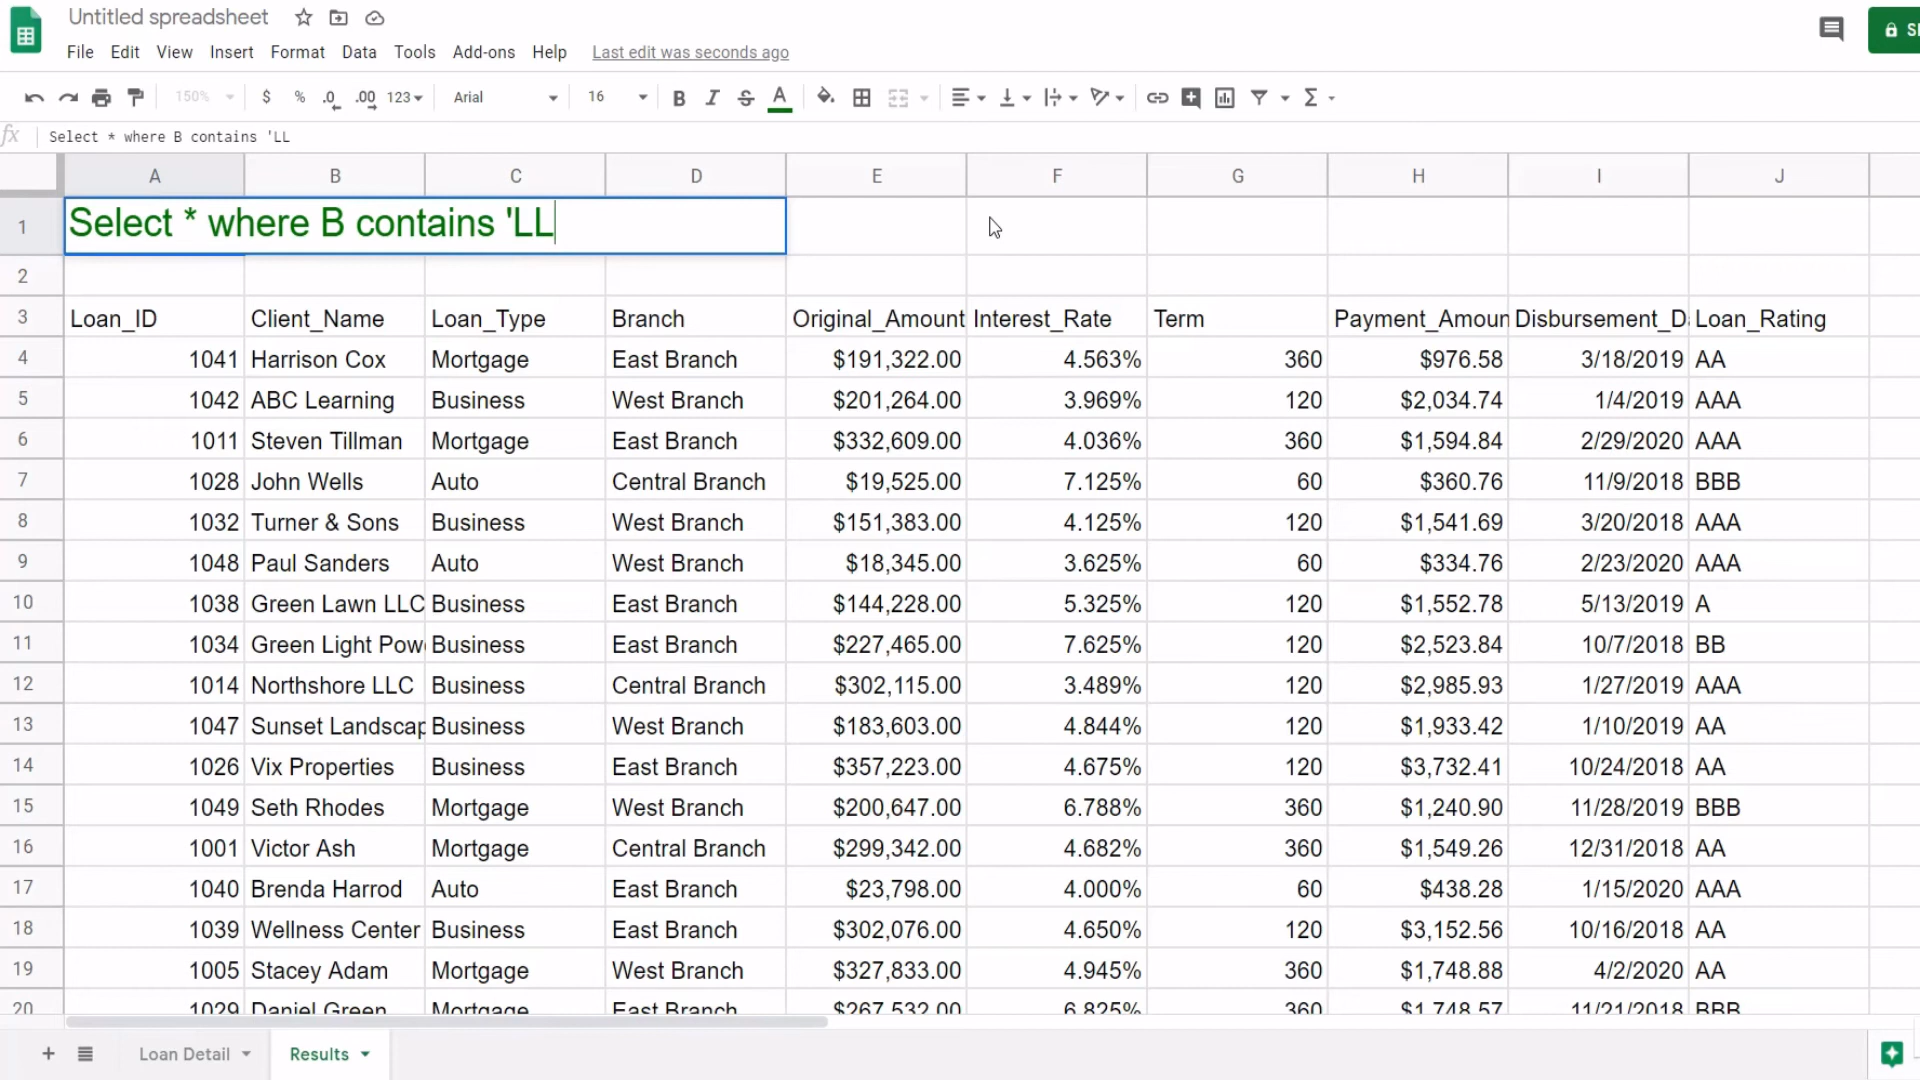 Untitled spreadsheet
File Edit View Insert Format Data Tools Add-ons Help Last edit was seconds ago
150% $ % .0 .00 123 Arial 16 B I S A
fx Select * where B contains 'LL
A B C D E F G H I J
1 Select * where B contains 'LL
2
3 Loan_ID Client_Name Loan_Type Branch Original_Amount Interest_Rate Term Payment_Amoun Disbursement_D Loan_Rating
4 1041 Harrison Cox Mortgage East Branch $191,322.00 4.563% 360 $976.58 3/18/2019 AA
5 1042 ABC Learning Business West Branch $201,264.00 3.969% 120 $2,034.74 1/4/2019 AAA
6 1011 Steven Tillman Mortgage East Branch $332,609.00 4.036% 360 $1,594.84 2/29/2020 AAA
7 1028 John Wells Auto Central Branch $19,525.00 7.125% 60 $360.76 11/9/2018 BBB
8 1032 Turner & Sons Business West Branch $151,383.00 4.125% 120 $1,541.69 3/20/2018 AAA
9 1048 Paul Sanders Auto West Branch $18,345.00 3.625% 60 $334.76 2/23/2020 AAA
10 1038 Green Lawn LLC Business East Branch $144,228.00 5.325% 120 $1,552.78 5/13/2019 A
11 1034 Green Light Pow Business East Branch $227,465.00 7.625% 120 $2,523.84 10/7/2018 BB
12 1014 Northshore LLC Business Central Branch $302,115.00 3.489% 120 $2,985.93 1/27/2019 AAA
13 1047 Sunset Landscap Business West Branch $183,603.00 4.844% 120 $1,933.42 1/10/2019 AA
14 1026 Vix Properties Business East Branch $357,223.00 4.675% 120 $3,732.41 10/24/2018 AA
15 1049 Seth Rhodes Mortgage West Branch $200,647.00 6.788% 360 $1,240.90 11/28/2019 BBB
16 1001 Victor Ash Mortgage Central Branch $299,342.00 4.682% 360 $1,549.26 12/31/2018 AA
17 1040 Brenda Harrod Auto East Branch $23,798.00 4.000% 60 $438.28 1/15/2020 AAA
18 1039 Wellness Center Business East Branch $302,076.00 4.650% 120 $3,152.56 10/16/2018 AA
19 1005 Stacey Adam Mortgage West Branch $327,833.00 4.945% 360 $1,748.88 4/2/2020 AA
20 1029 Daniel Green Mortgage East Branch $267,532.00 6.825% 360 $1,748.57 11/21/2018 BBB
Loan Detail Results